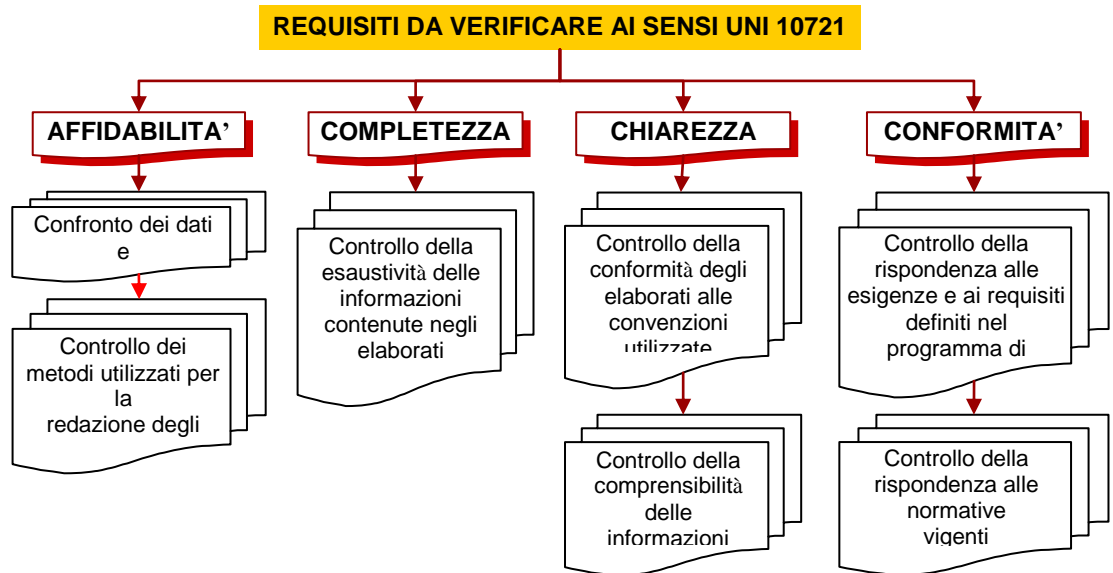 REQUISITI DA VERIFICARE AI SENSI UNI 10721
AFFIDABILITA’
COMPLETEZZA
CHIAREZZA
CONFORMITA’
Confronto dei dati
e
Controllo dei
metodi utilizzati per
la
redazione degli
Controllo della
esaustività delle
informazioni
contenute negli
elaborati
Controllo della
conformità degli
elaborati alle
convenzioni
utilizzate
Controllo della
comprensibilità
delle
informazioni
Controllo della
rispondenza alle
esigenze e ai requisiti
definiti nel
programma di
Controllo della
rispondenza alle
normative
vigenti